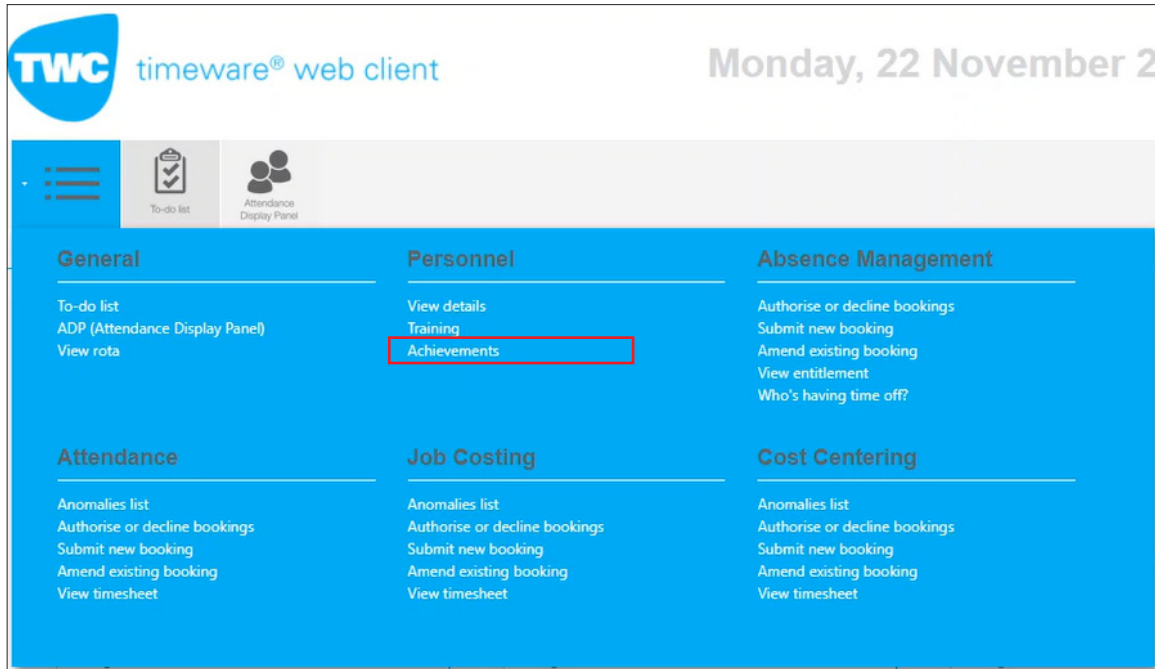 TWC timeware® web client
Monday, 22 November 2
To-do list
Attendance
Display Panel
General
To-do list
ADP (Attendance Display Panel)
View rota
Personnel
View details
Training
Achievements
Absence Management
Authorise or decline bookings
Submit new booking
Amend existing booking
View entitlement
Who's having time off?
Attendance
Anomalies list
Authorise or decline bookings
Submit new booking
Amend existing booking
View timesheet
Job Costing
Anomalies list
Authorise or decline bookings
Submit new booking
Amend existing booking
View timesheet
Cost Centering
Anomalies list
Authorise or decline bookings
Submit new booking
Amend existing booking
View timesheet